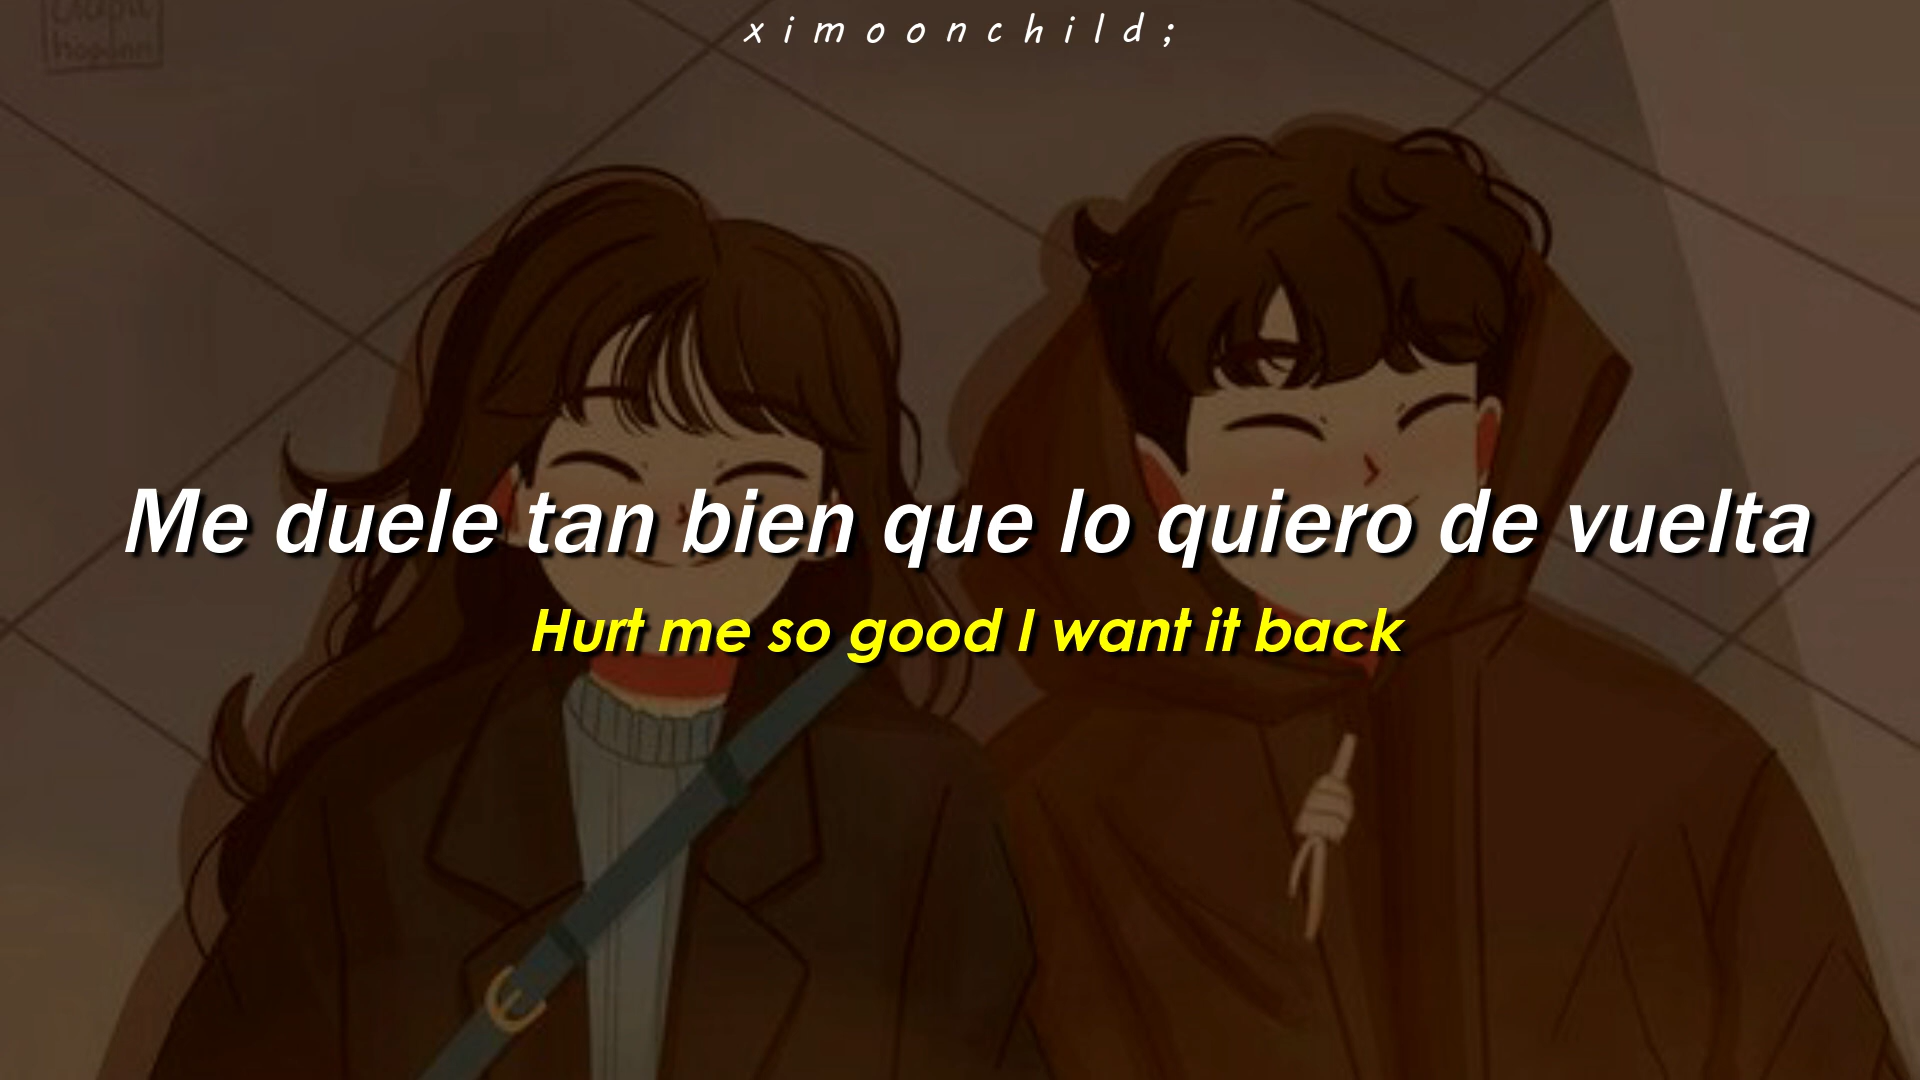 x i m o o n c h i l d ;
Me duele tan bien que lo quiero de vuelta
Hurt me so good I want it back